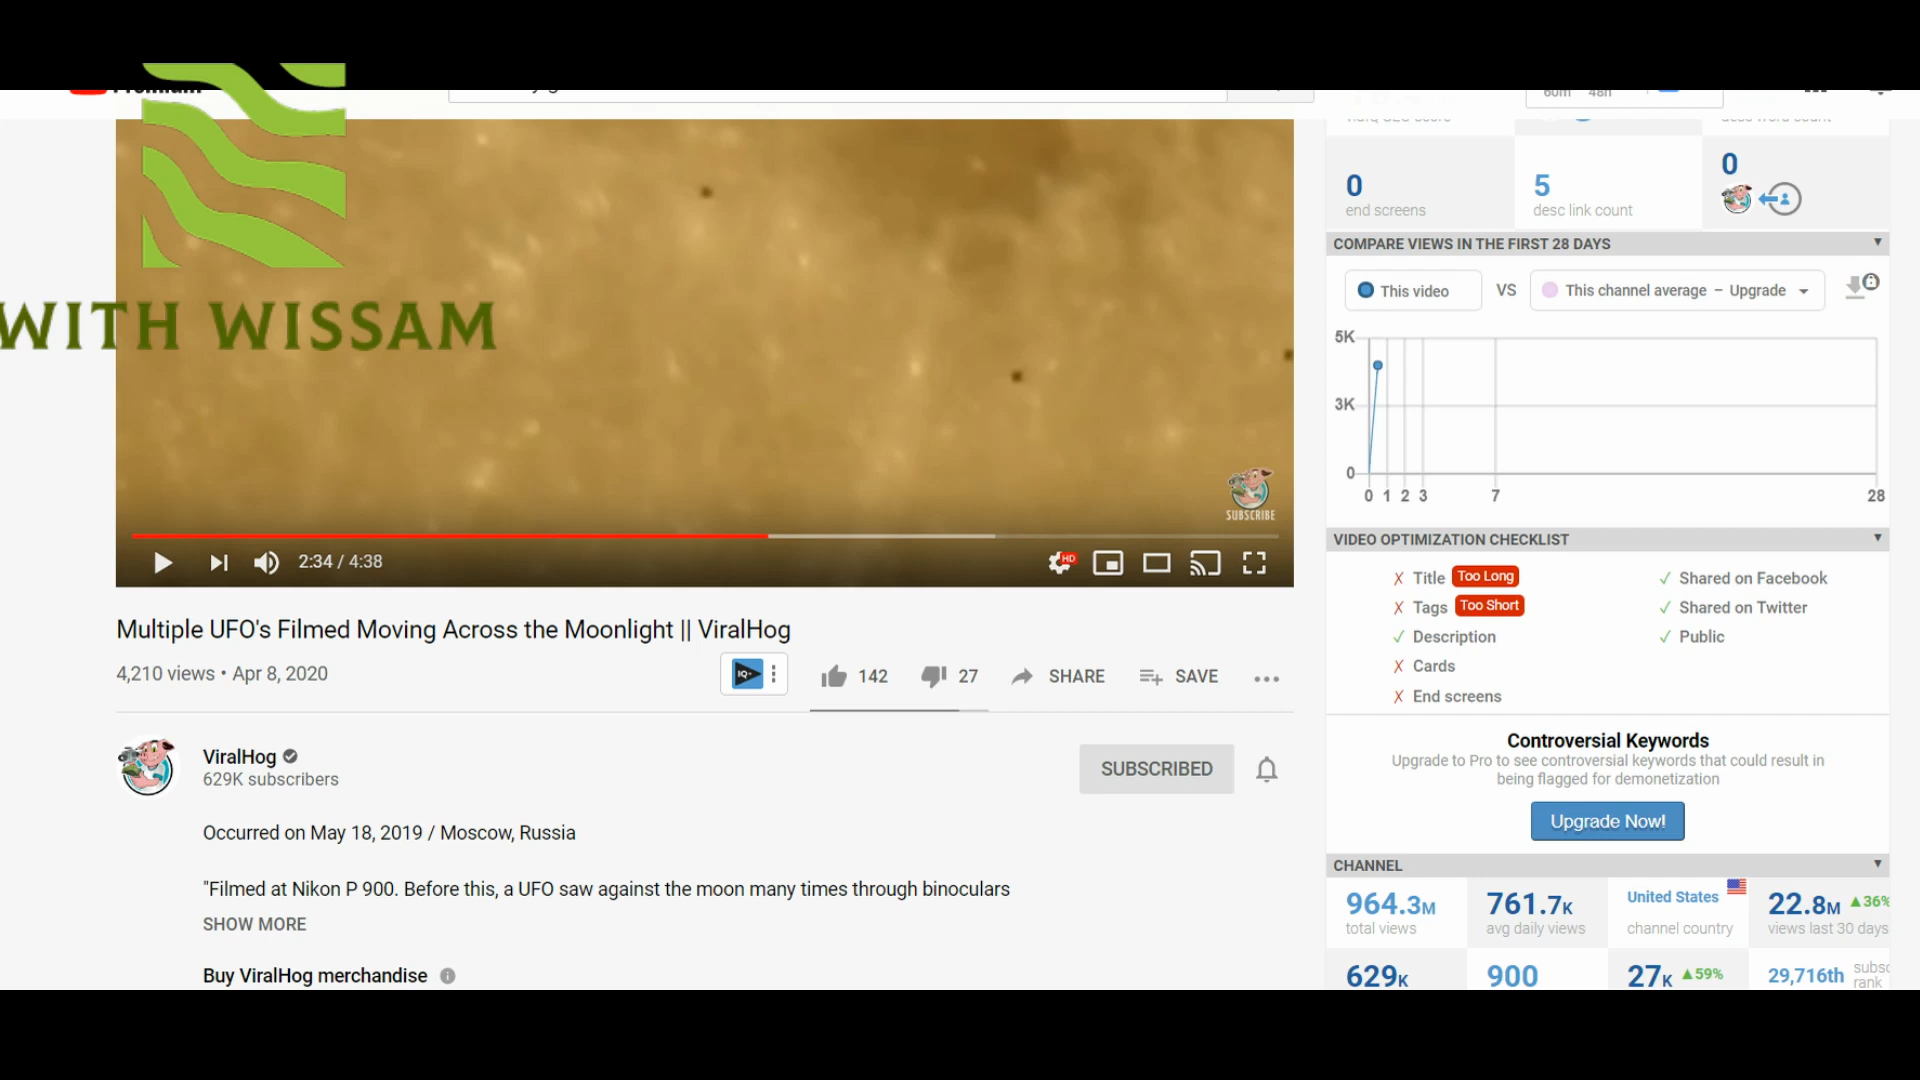 WITH WISSAM
SUBSCRIBE
HD
2:34 / 4:38
Multiple UFO's Filmed Moving Across the Moonlight || ViralHog
4,210 views • Apr 8, 2020
IQ
142
27
SHARE
SAVE
ViralHog
629K subscribers
SUBSCRIBED
Occurred on May 18, 2019 / Moscow, Russia
"Filmed at Nikon P 900. Before this, a UFO saw against the moon many times through binoculars
SHOW MORE
Buy ViralHog merchandise
60m 48h
0
end screens
5
desc link count
0
COMPARE VIEWS IN THE FIRST 28 DAYS
This video
VS
This channel average – Upgrade
5K
3K
0
0 1 2 3 7 28
VIDEO OPTIMIZATION CHECKLIST
Title Too Long
Tags Too Short
Description
Cards
End screens
Shared on Facebook
Shared on Twitter
Public
Controversial Keywords
Upgrade to Pro to see controversial keywords that could result in
being flagged for demonetization
Upgrade Now!
CHANNEL
964.3M
total views
761.7K
avg daily views
United States
channel country
22.8M ▲36%
views last 30 days
629K
900
27K ▲59%
29,716th
rank